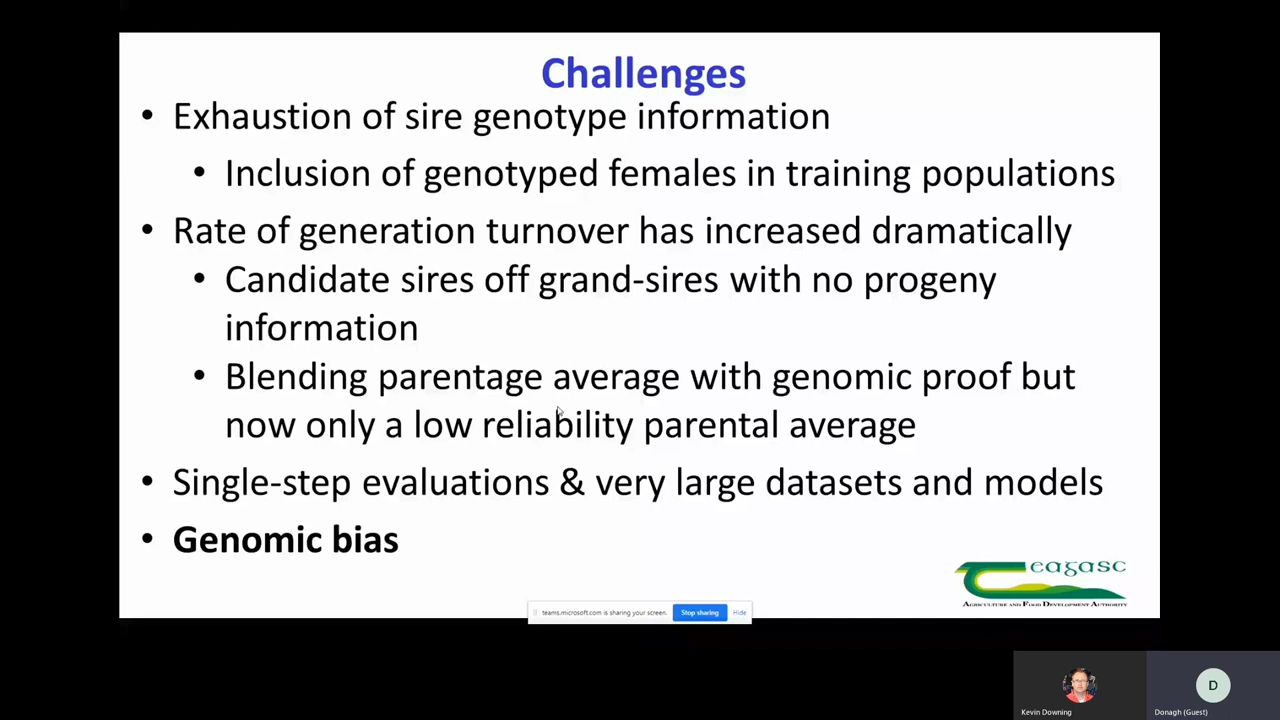 Challenges
• Exhaustion of sire genotype information
• Inclusion of genotyped females in training populations
• Rate of generation turnover has increased dramatically
• Candidate sires off grand-sires with no progeny
information
• Blending parentage average with genomic proof but
now only a low reliability parental average
• Single-step evaluations & very large datasets and models
• Genomic bias
Teagasc
AGRICULTURE AND FOOD DEVELOPMENT AUTHORITY
teams.microsoft.com is sharing your screen. Stop sharing Hide
D
Kevin Downing Donagh (Guest)